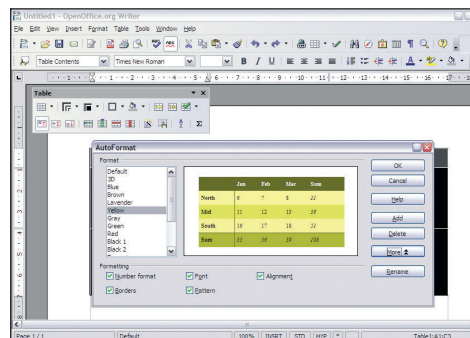 Untitled1 - OpenOffice.org Writer
File Edit View Insert Format Table Tools Window Help
Table Contents Times New Roman B I U
Table
AutoFormat
Format
Default
3D
Blue
Brown
Lavender
Yellow
Gray
Green
Red
Black 1
Black 2
Jan Feb Mar Sum
North 6 7 8 21
Mid 11 12 13 36
South 16 17 18 51
Sum 33 36 39 108
OK
Cancel
Help
Add
Delete
More
Rename
Formatting
Number format Font Alignment
Borders Pattern
Page 1 / 1 Default 100% INSRT STD HYP * Table1:A1:C3